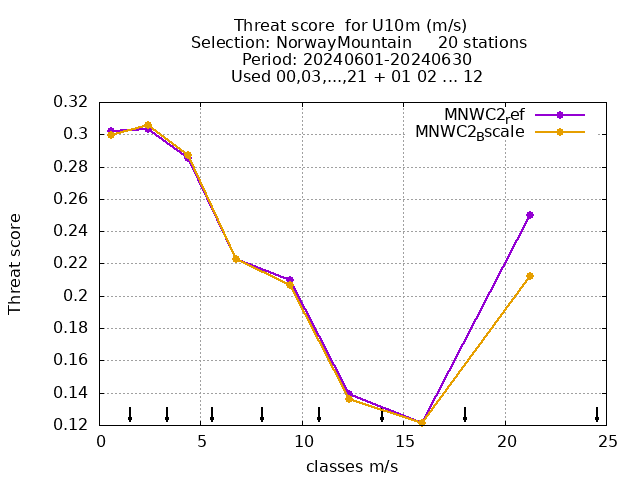 Threat score  for U10m (m/s)
Selection: NorwayMountain     20 stations
Period: 20240601-20240630
Used 00,03,...,21 + 01 02 ... 12
MNWC2ref
MNWC2Bscale
0.32
0.3
0.28
0.26
0.24
0.22
0.2
0.18
0.16
0.14
0.12
Threat score
0 5 10 15 20 25
classes m/s